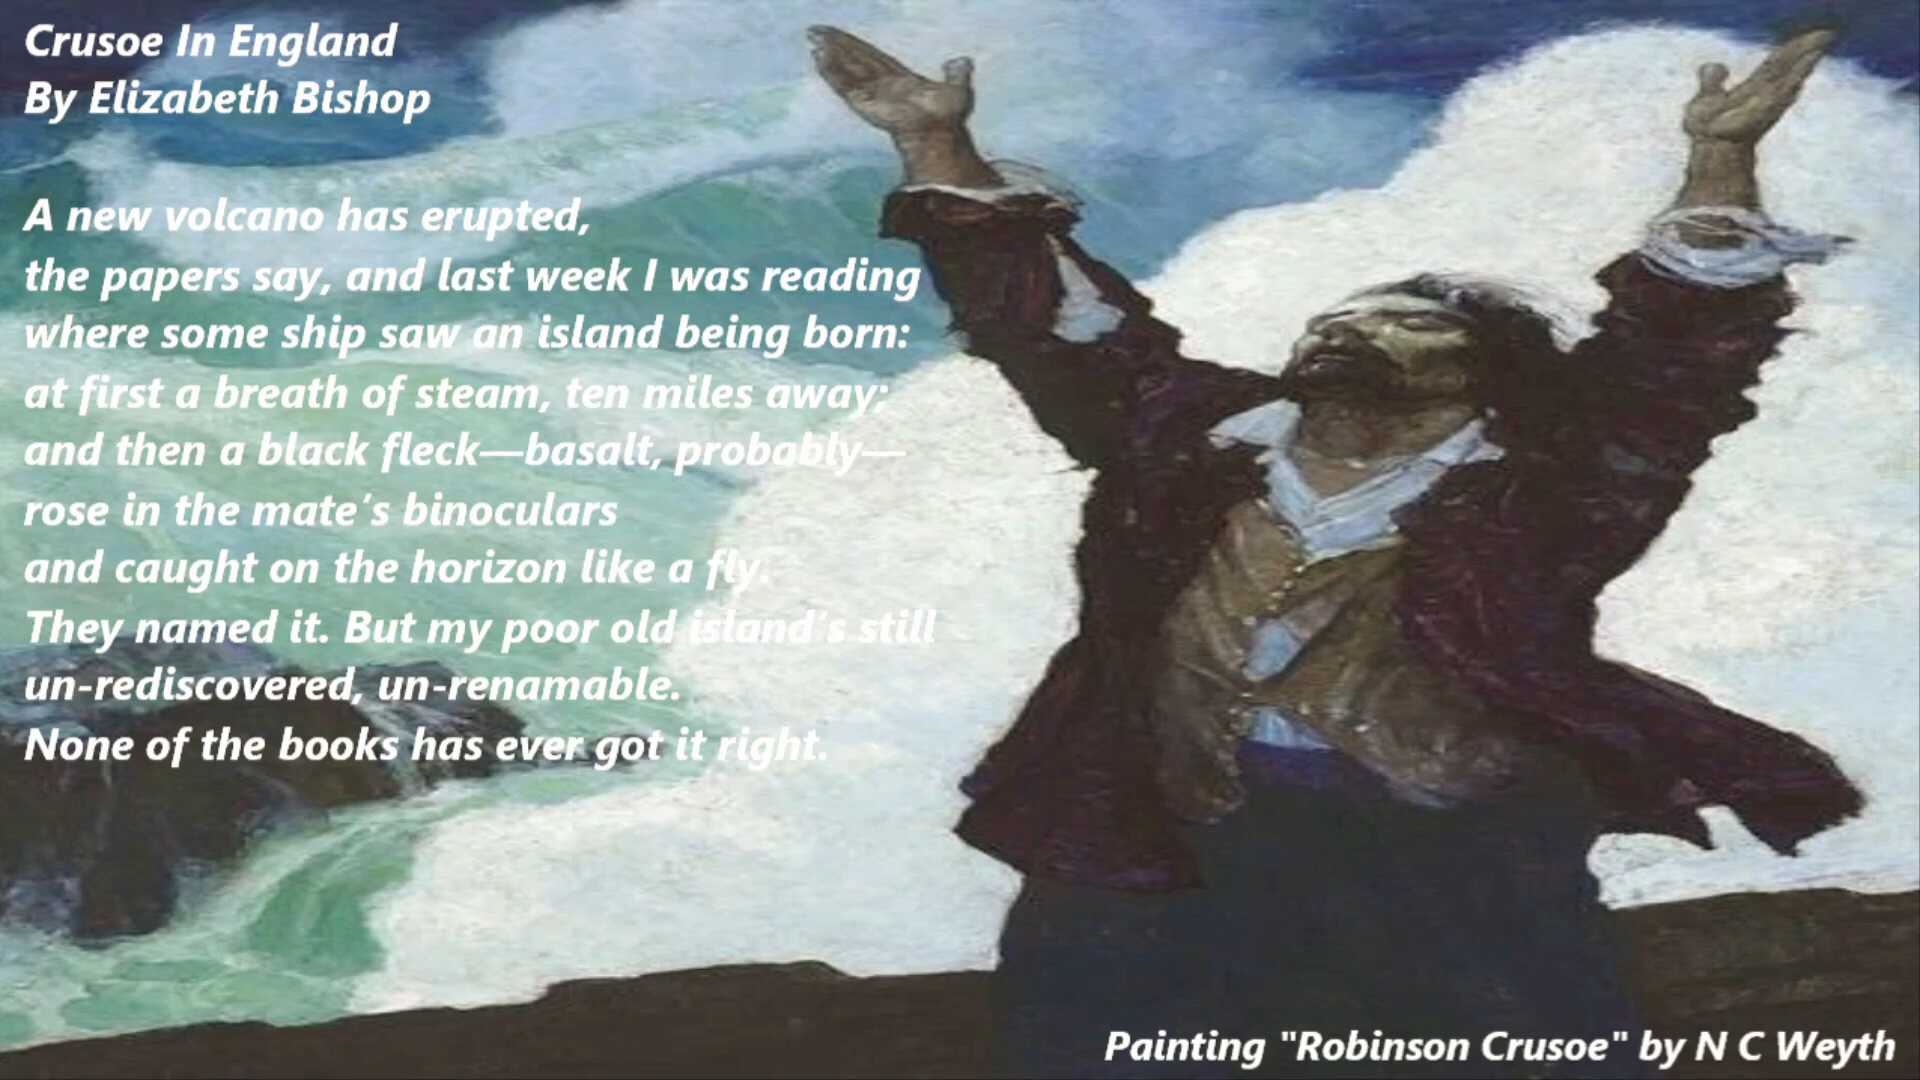 Crusoe In England
By Elizabeth Bishop
A new volcano has erupted,
the papers say, and last week I was reading
where some ship saw an island being born:
at first a breath of steam, ten miles away;
and then a black fleck—basalt, probably—
rose in the mate's binoculars
and caught on the horizon like a fly.
They named it. But my poor old island's still
un-rediscovered, un-renamable.
None of the books has ever got it right.
Painting "Robinson Crusoe" by N C Weyth